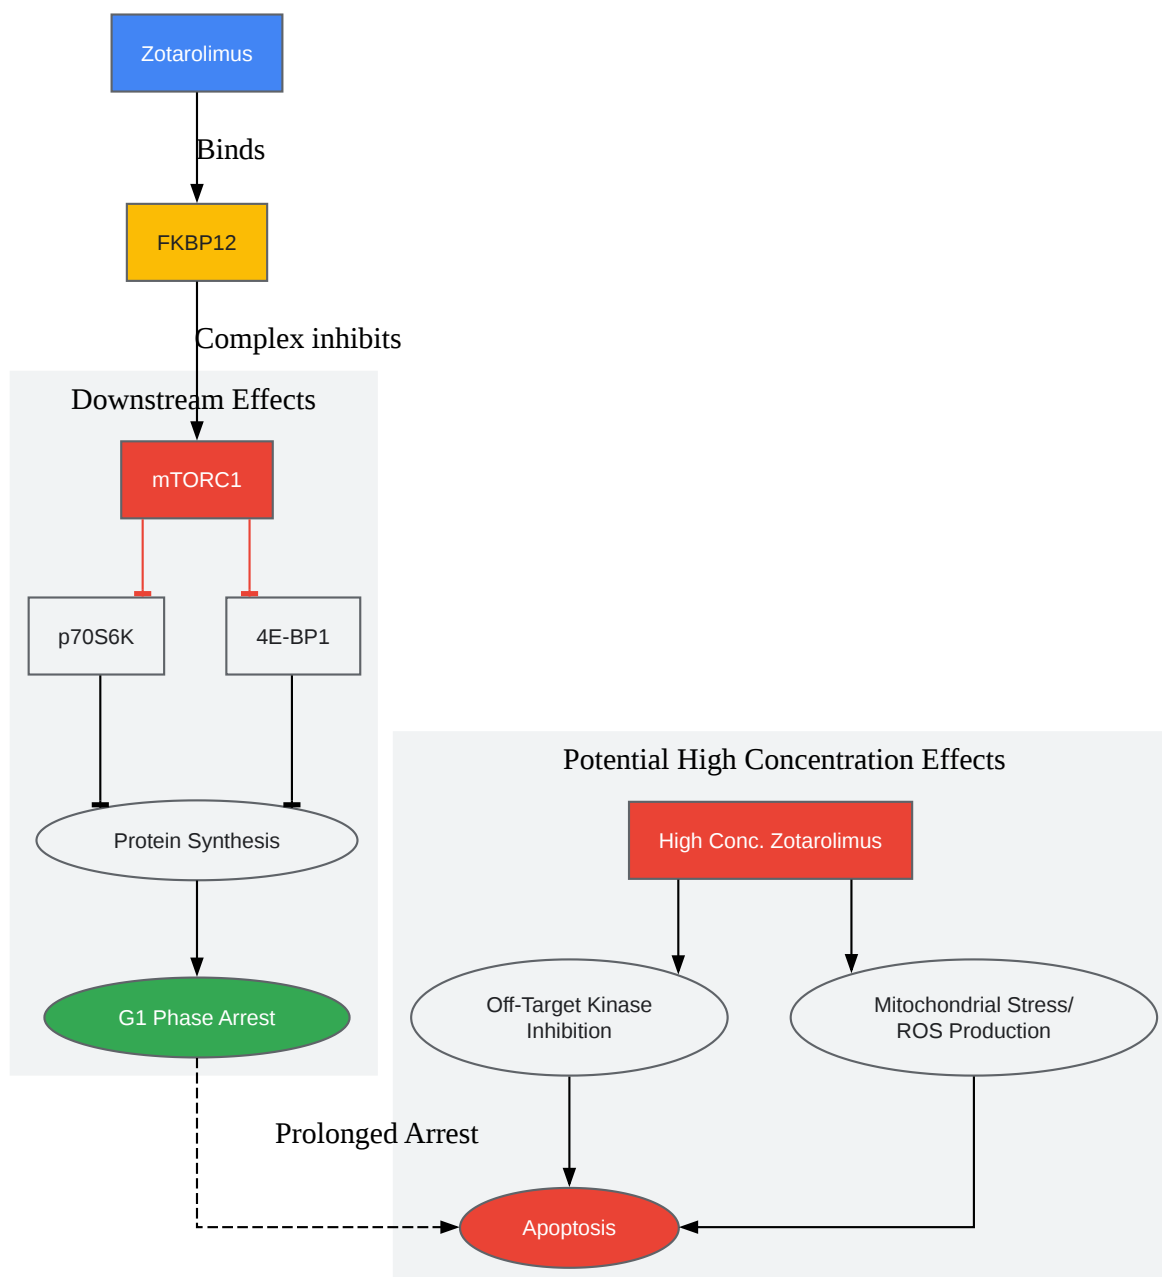 Zotarolimus
Binds
FKBP12
Complex inhibits
Downstream Effects
mTORC1
p70S6K
4E-BP1
Protein Synthesis
G1 Phase Arrest
Potential High Concentration Effects
High Conc. Zotarolimus
Off-Target Kinase
Inhibition
Mitochondrial Stress/
ROS Production
Prolonged Arrest
Apoptosis